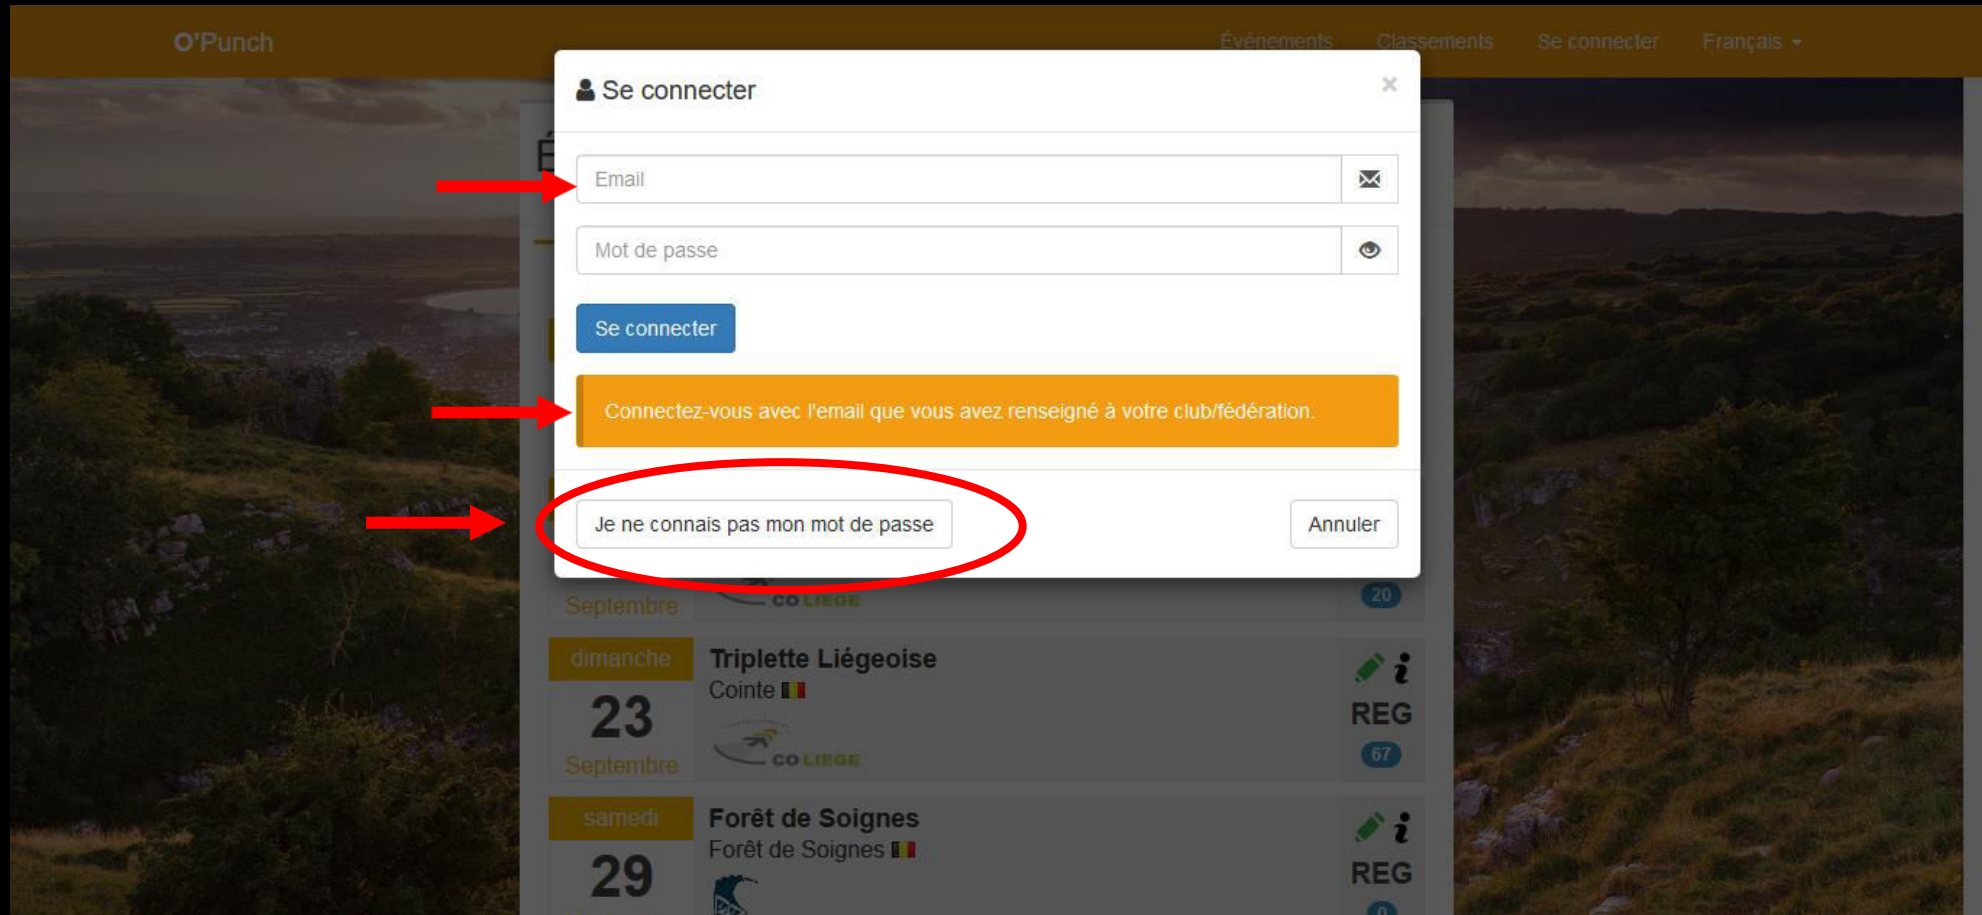 O'Punch
Événements Classements Se connecter Français
Se connecter
×
É
Email
Mot de passe
Se connecter
Connectez-vous avec l'email que vous avez renseigné à votre club/fédération.
Je ne connais pas mon mot de passe
Annuler
Septembre
CO LIEGE
20
dimanche
23
Septembre
Triplette Liégeoise
Cointe
CO LIEGE
i
REG
67
samedi
29
Forêt de Soignes
Forêt de Soignes
i
REG
0